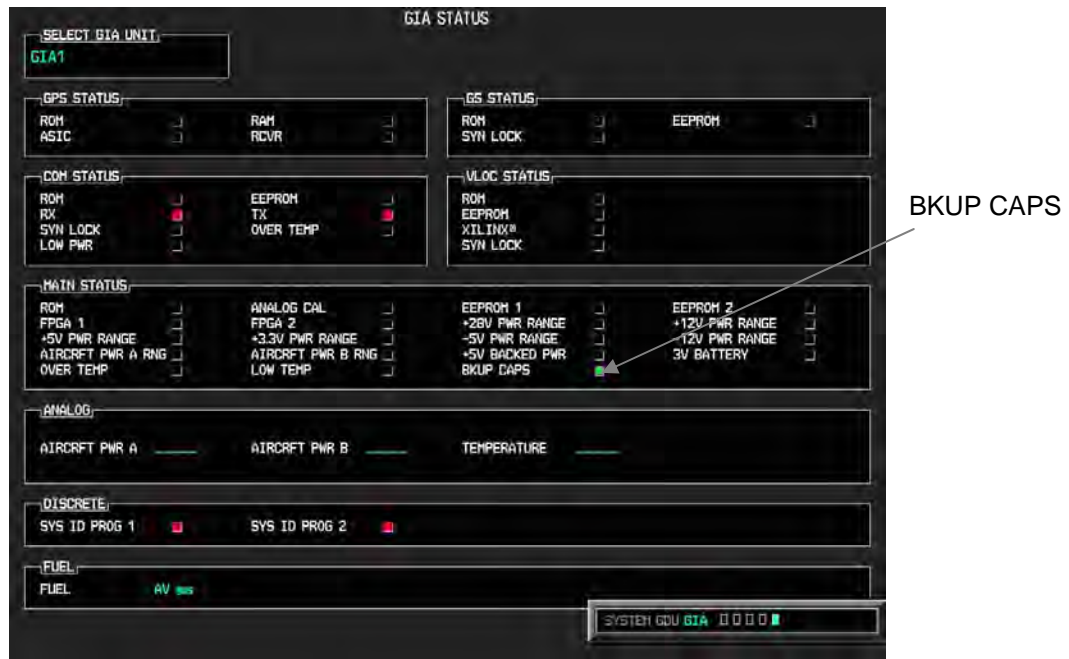 GIA STATUS
SELECT GIA UNIT
GIA1
GPS STATUS
ROM RAM
ASIC RCVR
GS STATUS
ROM EEPROM
SYN LOCK
COM STATUS
ROM EEPROM
RX TX
SYN LOCK OVER TEMP
LOW PWR
VLOC STATUS
ROM
EEPROM
XILINX®
SYN LOCK
BKUP CAPS
MAIN STATUS
ROM ANALOG CAL EEPROM 1 EEPROM 2
FPGA 1 FPGA 2 +28V PWR RANGE +12V PWR RANGE
+5V PWR RANGE +3.3V PWR RANGE -5V PWR RANGE -12V PWR RANGE
AIRCRFT PWR A RNG AIRCRFT PWR B RNG +5V BACKED PWR 3V BATTERY
OVER TEMP LOW TEMP BKUP CAPS
ANALOG
AIRCRFT PWR A _____ AIRCRFT PWR B _____ TEMPERATURE _____
DISCRETE
SYS ID PROG 1 SYS ID PROG 2
FUEL
FUEL AV
SYSTEM GDU GIA